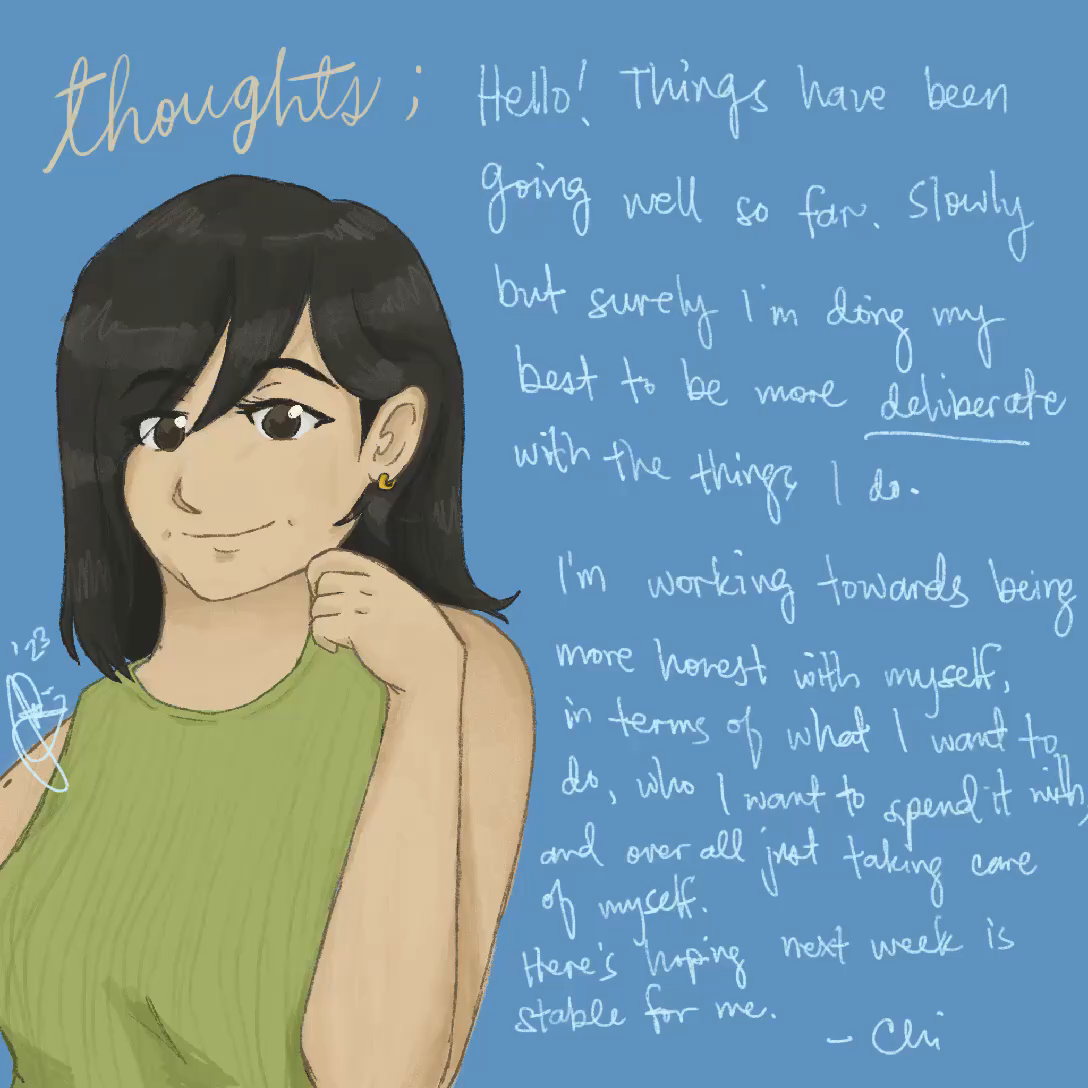 thoughts ;
Hello! Things have been
going well so far. Slowly
but surely I'm doing my
best to be more deliberate
with the things I do.
I'm working towards being
more honest with myself,
in terms of what I want to
do, who I want to spend it with,
and over all just taking care
of myself.
Here's hoping next week is
stable for me.
- Chi
'23